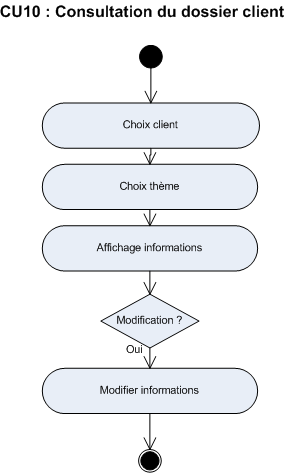 CU10 : Consultation du dossier client
Choix client
Choix thème
Affichage informations
Modification ?
Oui
Modifier informations